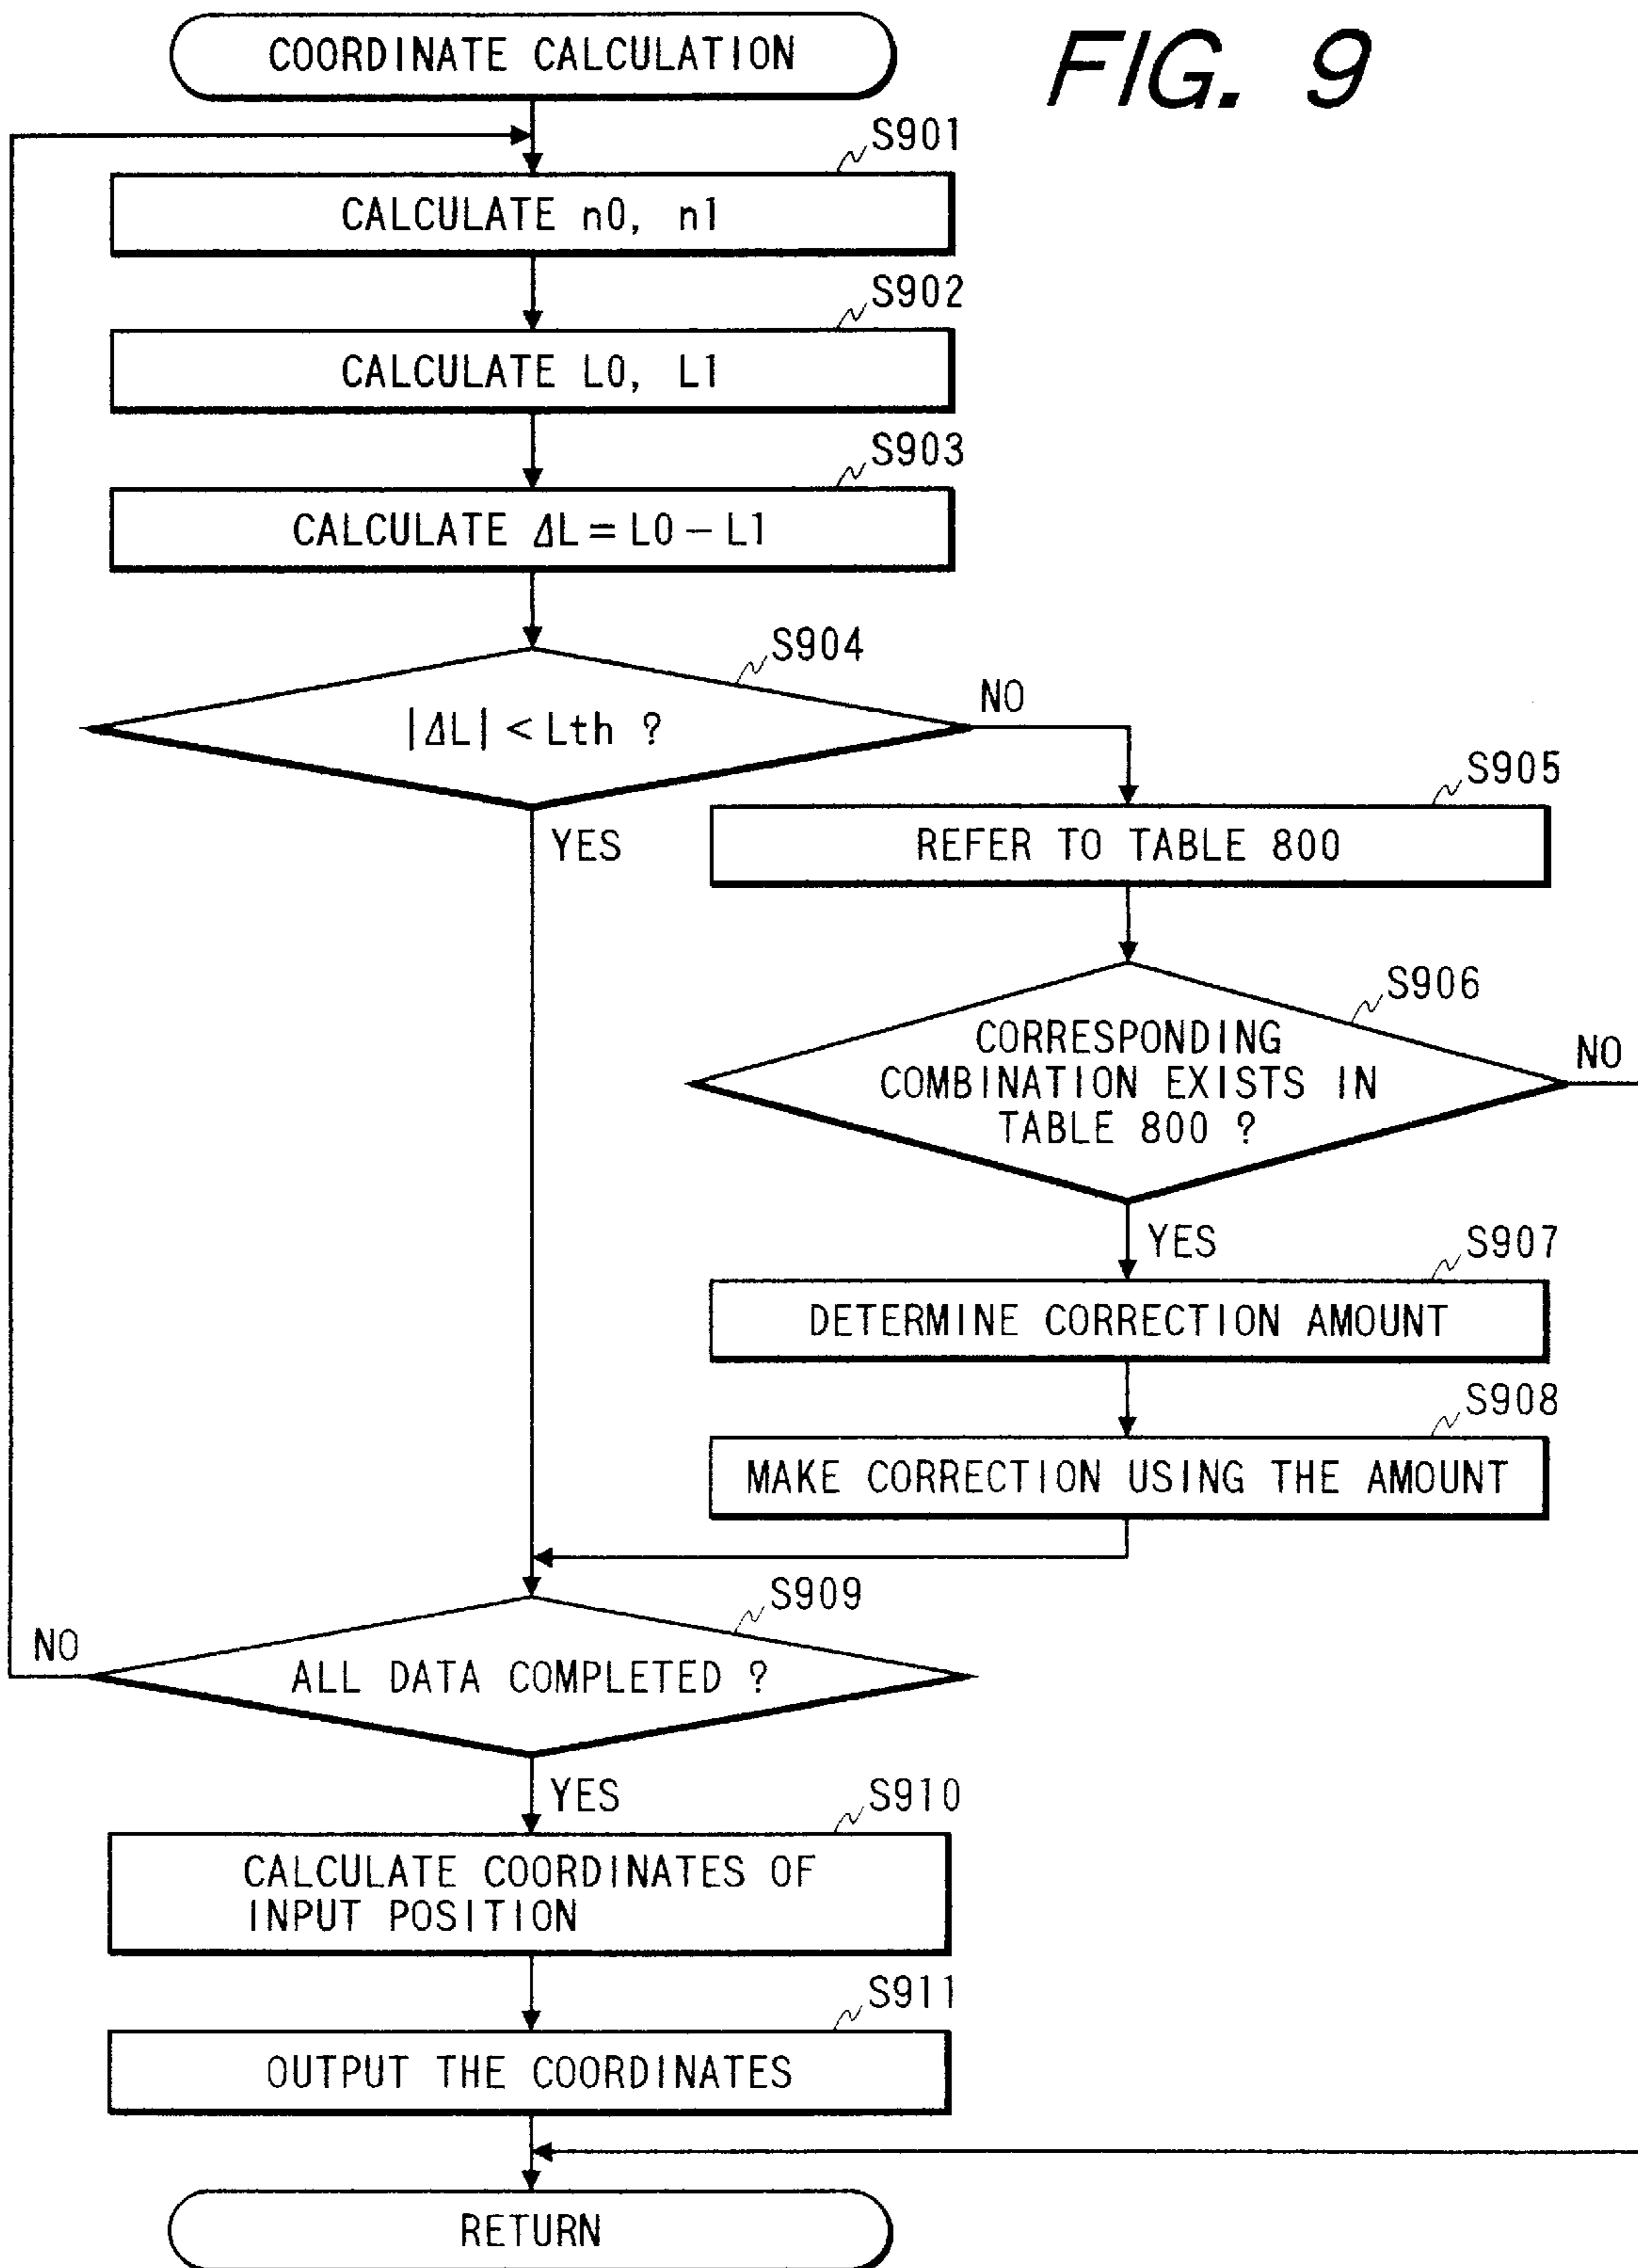 COORDINATE CALCULATION
FIG. 9
S901
CALCULATE n0, n1
S902
CALCULATE L0, L1
S903
CALCULATE ΔL = L0 - L1
S904
|ΔL| < Lth ?
NO
YES
S905
REFER TO TABLE 800
S906
CORRESPONDING
COMBINATION EXISTS IN
TABLE 800 ?
NO
YES
S907
DETERMINE CORRECTION AMOUNT
S908
MAKE CORRECTION USING THE AMOUNT
S909
ALL DATA COMPLETED ?
NO
YES
S910
CALCULATE COORDINATES OF
INPUT POSITION
S911
OUTPUT THE COORDINATES
RETURN